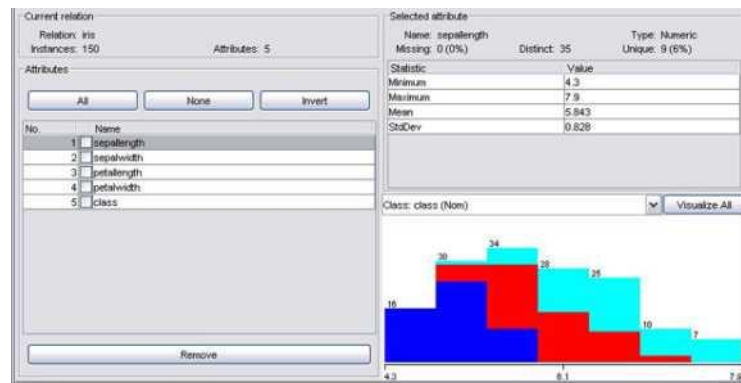 Current relation
Relation: iris
Instances: 150 Attributes: 5
Attributes
All None Invert
No. Name
1 sepallength
2 sepalwidth
3 petallength
4 petalwidth
5 class
Remove
Selected attribute
Name: sepallength Type: Numeric
Missing: 0 (0%) Distinct: 35 Unique: 9 (6%)
Statistic Value
Minimum 4.3
Maximum 7.9
Mean 5.843
StdDev 0.828
Class: class (Nom) Visualize All
16 30 34 28 25 10 7
4.3 6.1 7.9